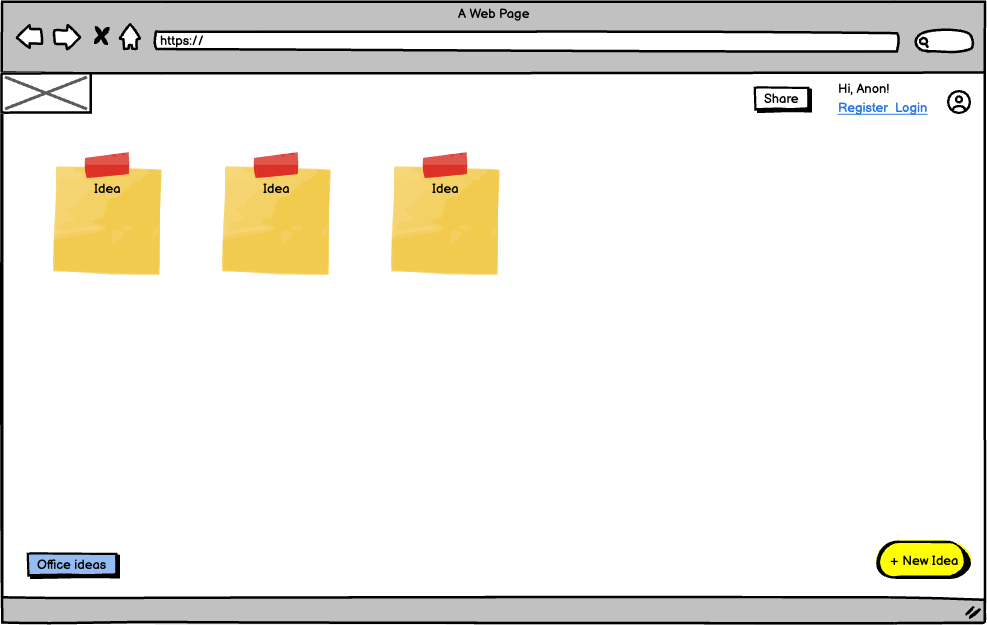 A Web Page
https://
Share
Hi, Anon!
Register Login
Idea
Idea
Idea
Office ideas
+ New Idea